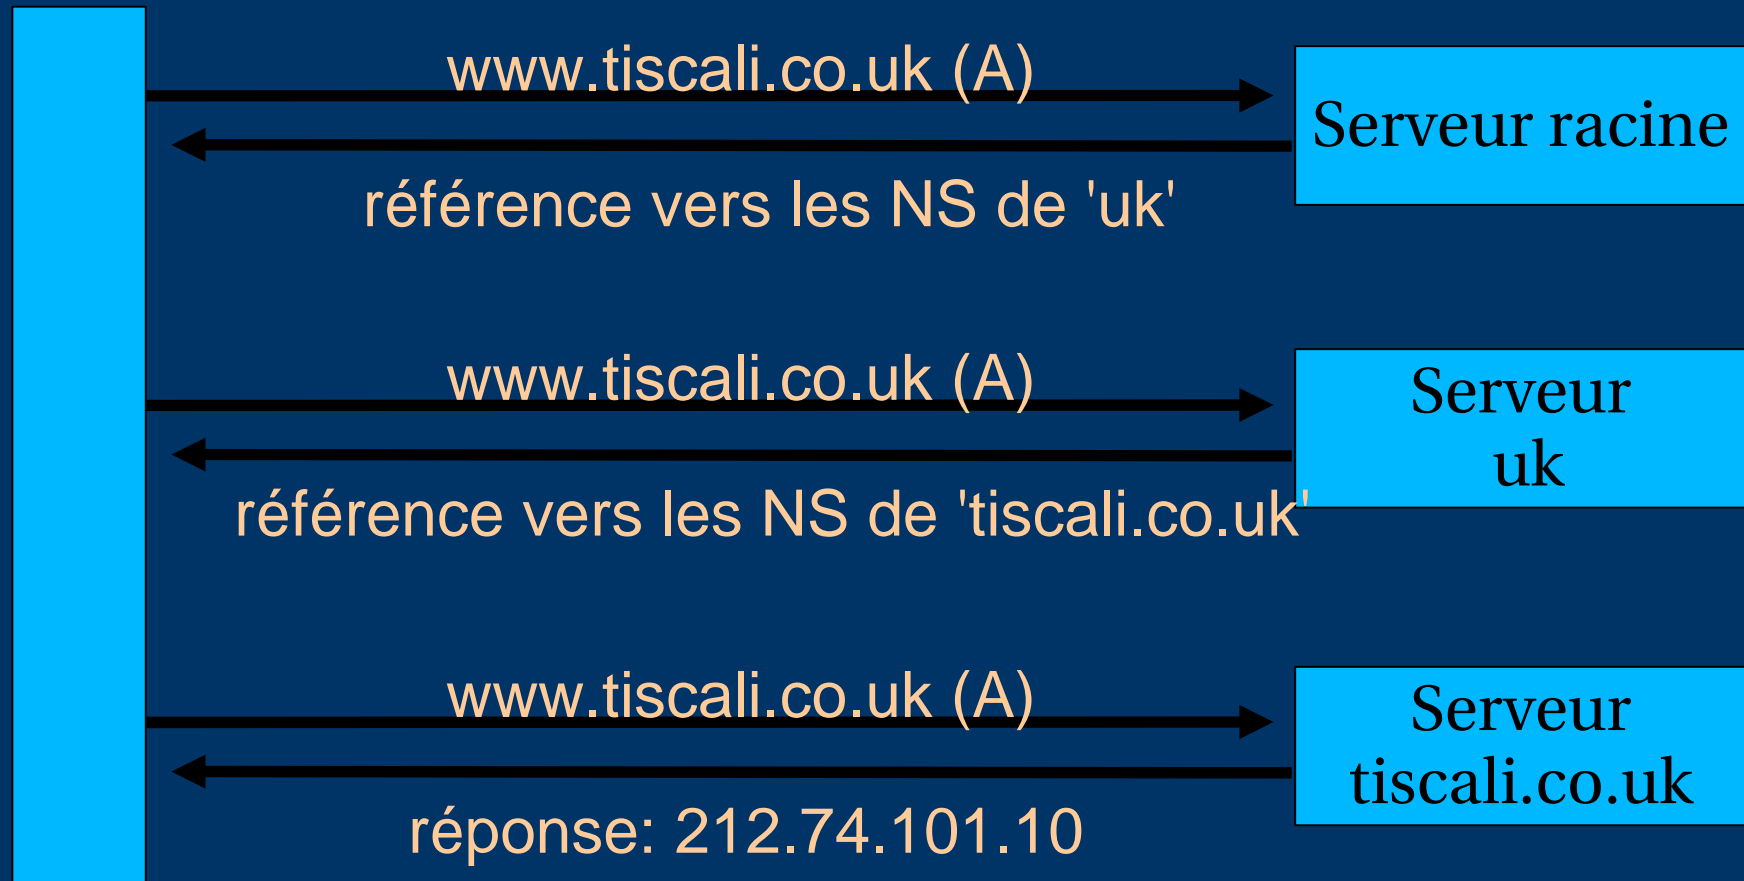 www.tiscali.co.uk (A)
Serveur racine
référence vers les NS de 'uk'
www.tiscali.co.uk (A)
Serveur
uk
référence vers les NS de 'tiscali.co.uk'
www.tiscali.co.uk (A)
Serveur
tiscali.co.uk
réponse: 212.74.101.10